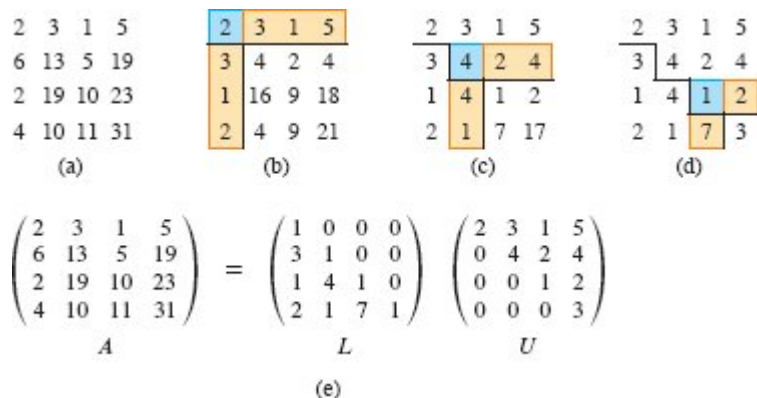 2 3 1 5
6 13 5 19
2 19 10 23
4 10 11 31
(a)
2 3 1 5
3 4 2 4
1 16 9 18
2 4 9 21
(b)
2 3 1 5
3 4 2 4
1 4 1 2
2 1 7 17
(c)
2 3 1 5
3 4 2 4
1 4 1 2
2 1 7 3
(d)
( 2 3 1 5
6 13 5 19
2 19 10 23
4 10 11 31 )
A
=
( 1 0 0 0
3 1 0 0
1 4 1 0
2 1 7 1 )
L
( 2 3 1 5
0 4 2 4
0 0 1 2
0 0 0 3 )
U
(e)